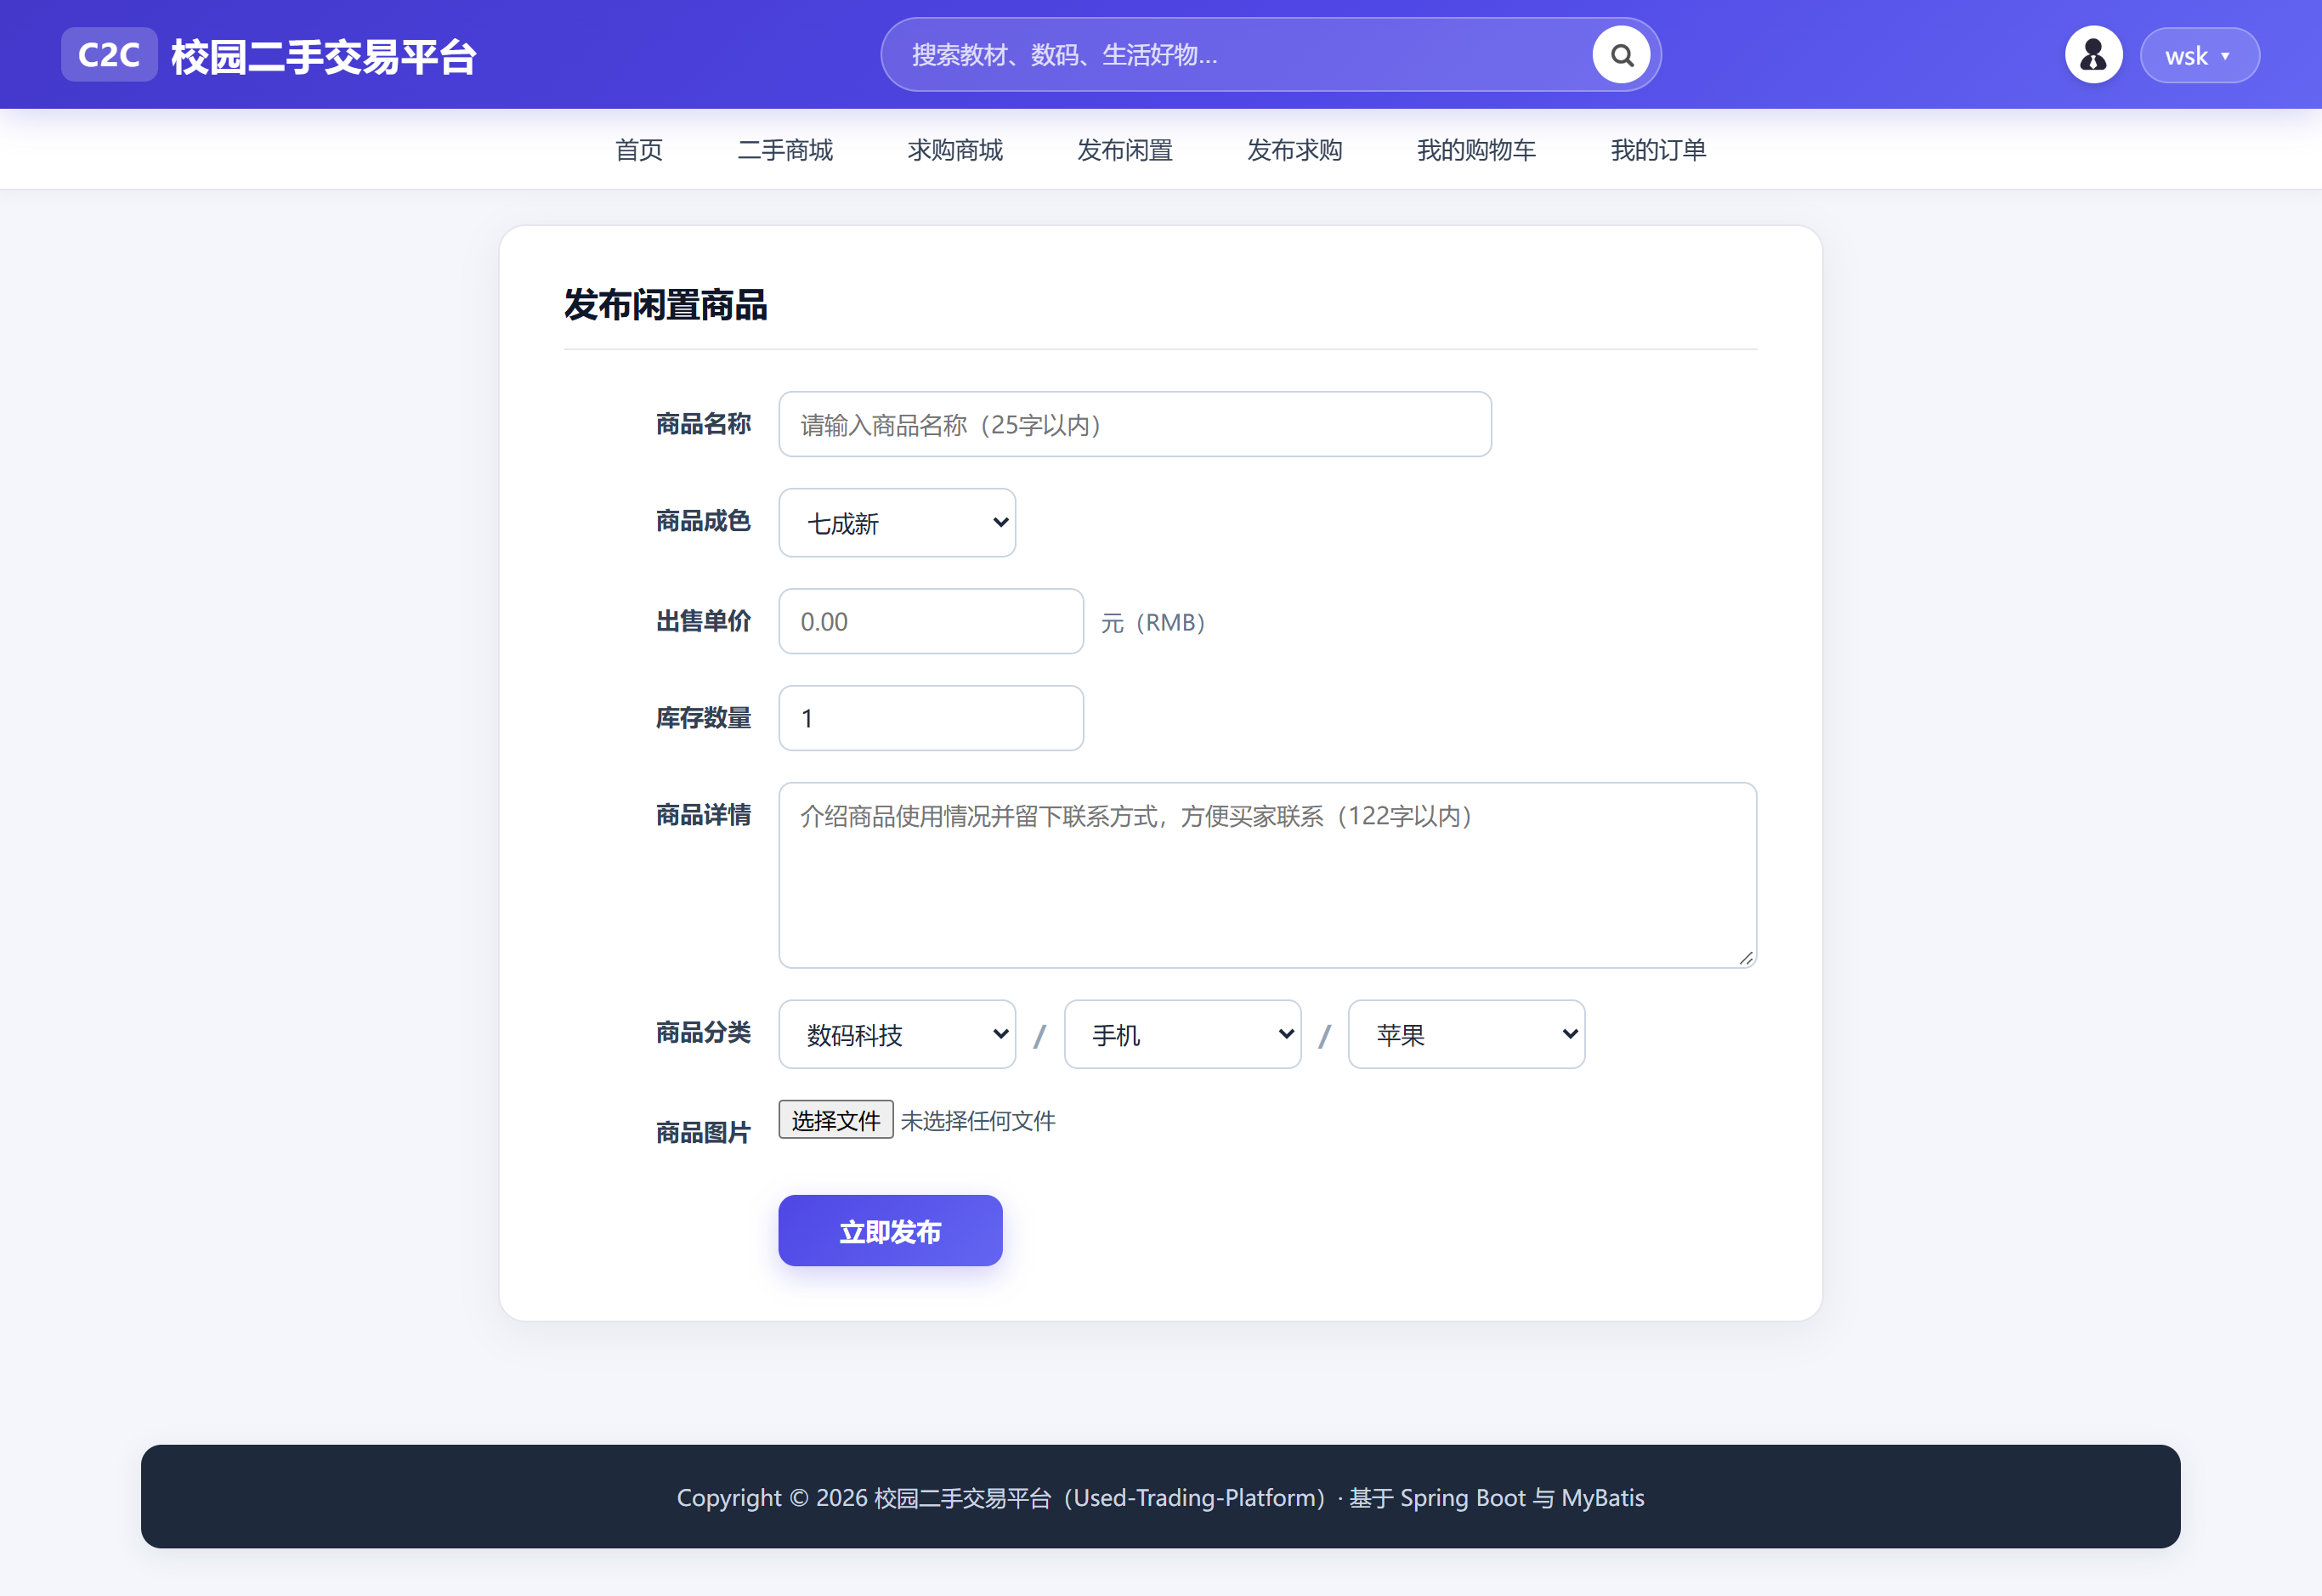 C2C 校园二手交易平台 搜索教材、数码、生活好物... wsk ▾
首页 二手商城 求购商城 发布闲置 发布求购 我的购物车 我的订单
发布闲置商品
商品名称 请输入商品名称（25字以内）
商品成色 七成新
出售单价 0.00 元（RMB）
库存数量 1
商品详情 介绍商品使用情况并留下联系方式，方便买家联系（122字以内）
商品分类 数码科技 / 手机 / 苹果
商品图片 选择文件 未选择任何文件
立即发布
Copyright © 2026 校园二手交易平台（Used-Trading-Platform）· 基于 Spring Boot 与 MyBatis